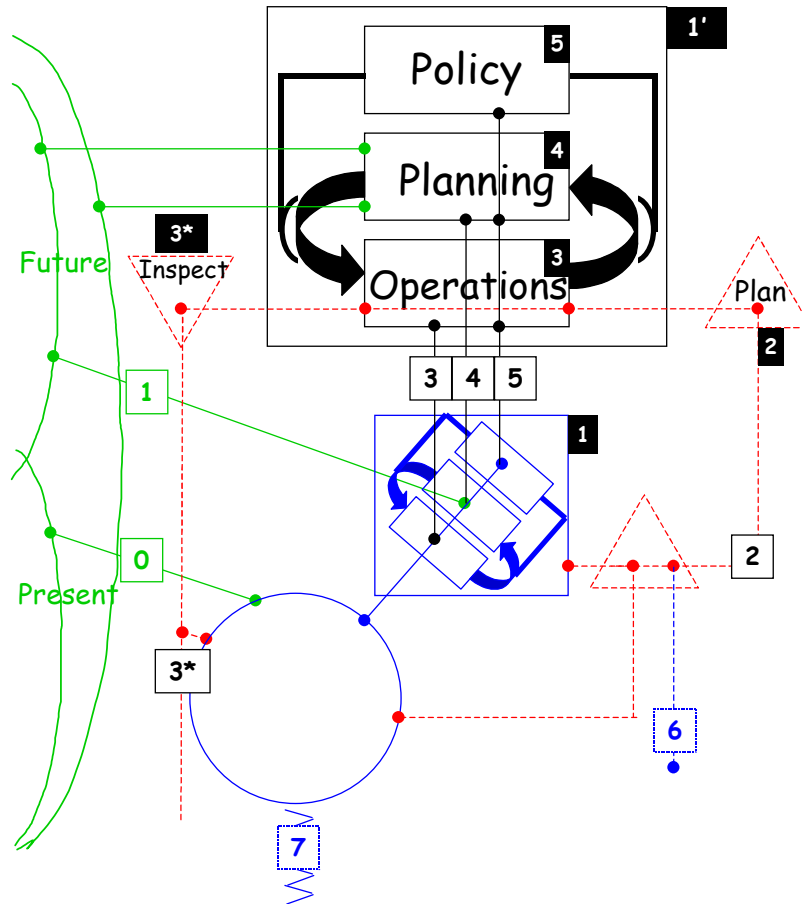 1'
5
Policy
4
Planning
3*
3
Future
Inspect
Operations
Plan
2
3
4
5
1
1
0
2
Present
3*
6
7